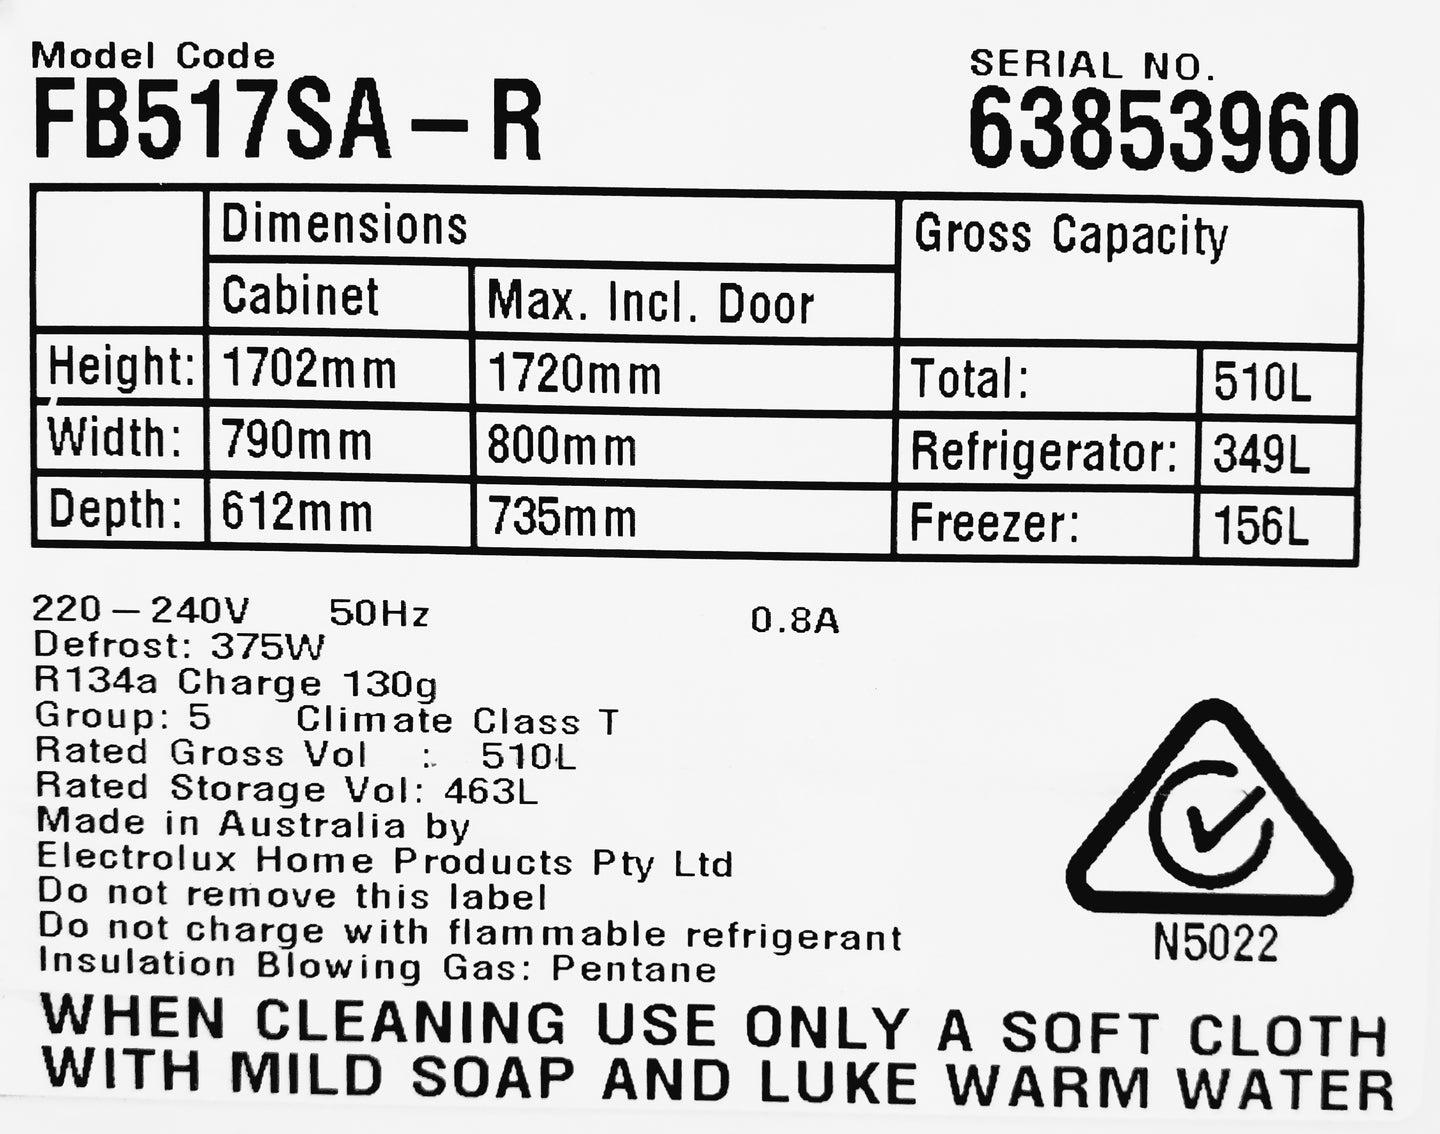 Model Code
FB517SA-R
SERIAL NO.
63853960
Dimensions
Gross Capacity
Cabinet
Max. Incl. Door
Height: 1702mm 1720mm Total: 510L
Width: 790mm 800mm Refrigerator: 349L
Depth: 612mm 735mm Freezer: 156L
220-240V 50Hz 0.8A
Defrost: 375W
R134a Charge 130g
Group: 5 Climate Class T
Rated Gross Vol : 510L
Rated Storage Vol: 463L
Made in Australia by
Electrolux Home Products Pty Ltd
Do not remove this label
Do not charge with flammable refrigerant
Insulation Blowing Gas: Pentane
N5022
WHEN CLEANING USE ONLY A SOFT CLOTH
WITH MILD SOAP AND LUKE WARM WATER